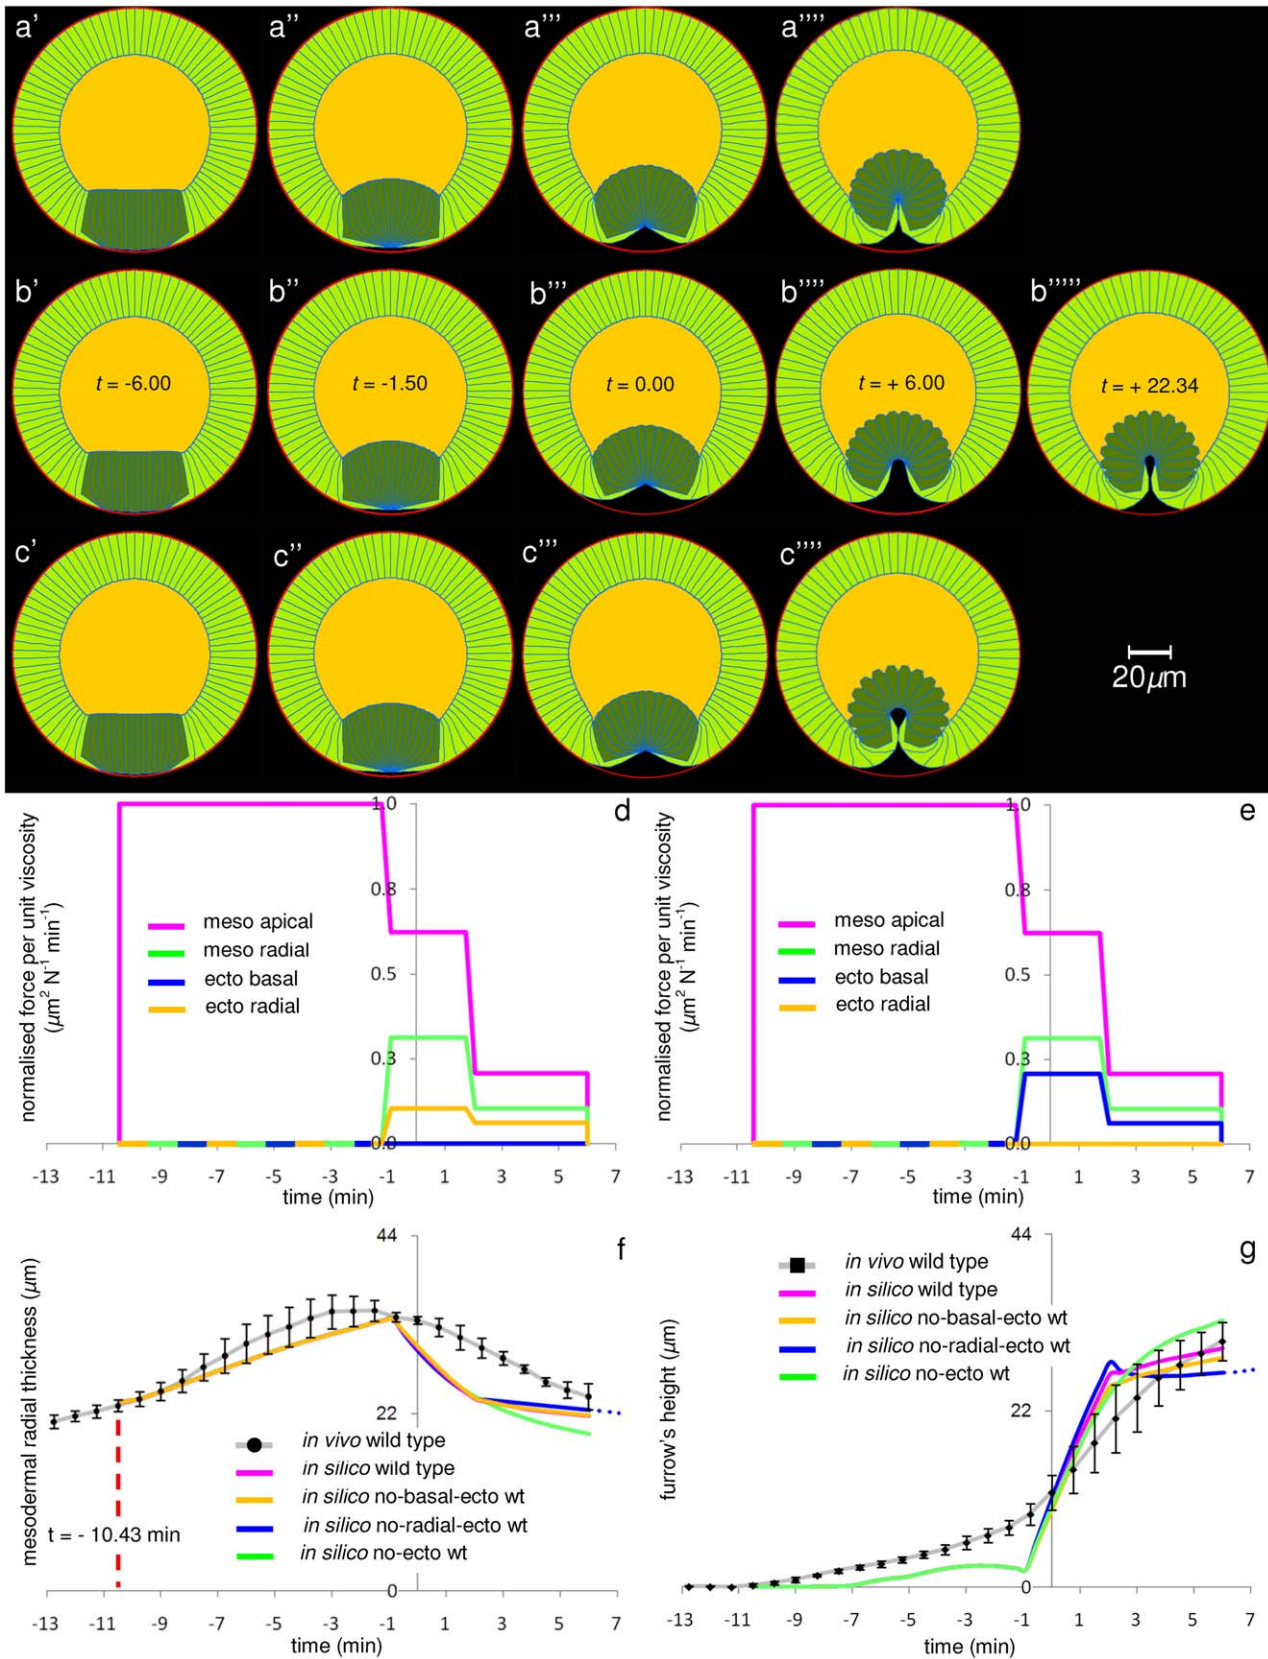 a’ a’’ a’’’ a’’’’
b’ b’’ b’’’ b’’’’ b’’’’’
t = -6.00 t = -1.50 t = 0.00 t = + 6.00 t = + 22.34
c’ c’’ c’’’ c’’’’
20μm
d
normalised force per unit viscosity
(μm² N⁻¹ min⁻¹)
1.0
0.8
0.5
0.3
0.0
meso apical
meso radial
ecto basal
ecto radial
-13 -11 -9 -7 -5 -3 -1 1 3 5 7
time (min)
e
normalised force per unit viscosity
(μm² N⁻¹ min⁻¹)
1.0
0.8
0.5
0.3
0.0
meso apical
meso radial
ecto basal
ecto radial
-13 -11 -9 -7 -5 -3 -1 1 3 5 7
time (min)
f
mesodermal radial thickness (μm)
44
22
0
in vivo wild type
in silico wild type
in silico no-basal-ecto wt
in silico no-radial-ecto wt
in silico no-ecto wt
t = - 10.43 min
-13 -11 -9 -7 -5 -3 -1 1 3 5 7
time (min)
g
furrow's height (μm)
44
22
0
in vivo wild type
in silico wild type
in silico no-basal-ecto wt
in silico no-radial-ecto wt
in silico no-ecto wt
-13 -11 -9 -7 -5 -3 -1 1 3 5 7
time (min)